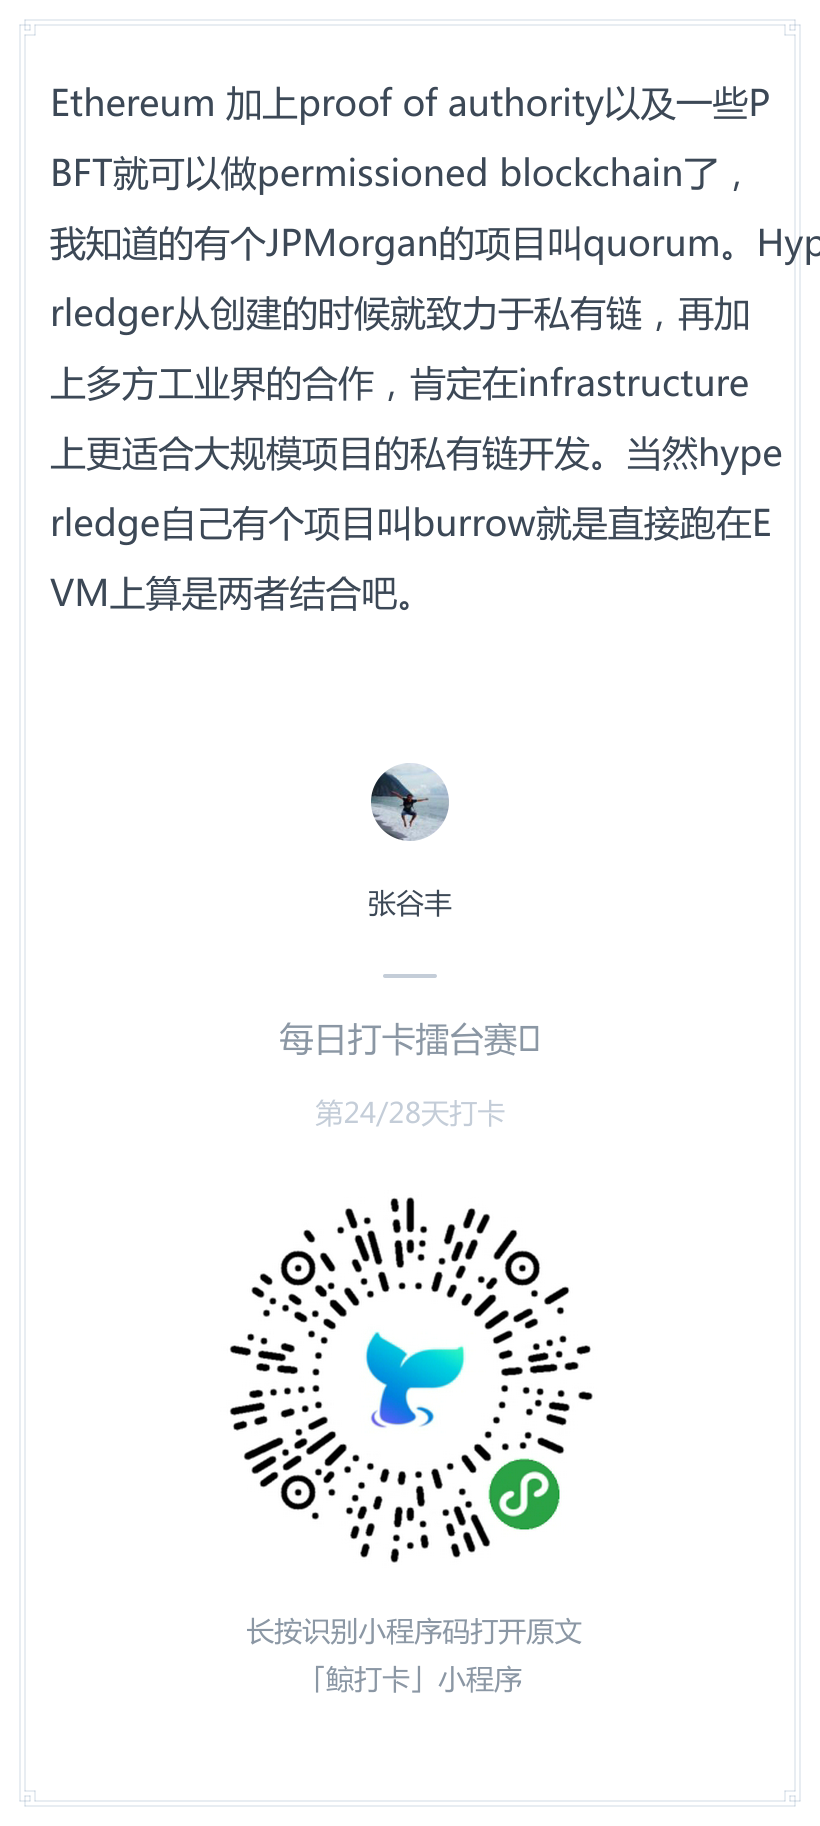 Ethereum 加上proof of authority以及一些P
BFT就可以做permissioned blockchain了，
我知道的有个JPMorgan的项目叫quorum。Hyp
rledger从创建的时候就致力于私有链，再加
上多方工业界的合作，肯定在infrastructure
上更适合大规模项目的私有链开发。当然hype
rledge自己有个项目叫burrow就是直接跑在E
VM上算是两者结合吧。
张谷丰
每日打卡擂台赛
第24/28天打卡
长按识别小程序码打开原文
「鲸打卡」小程序